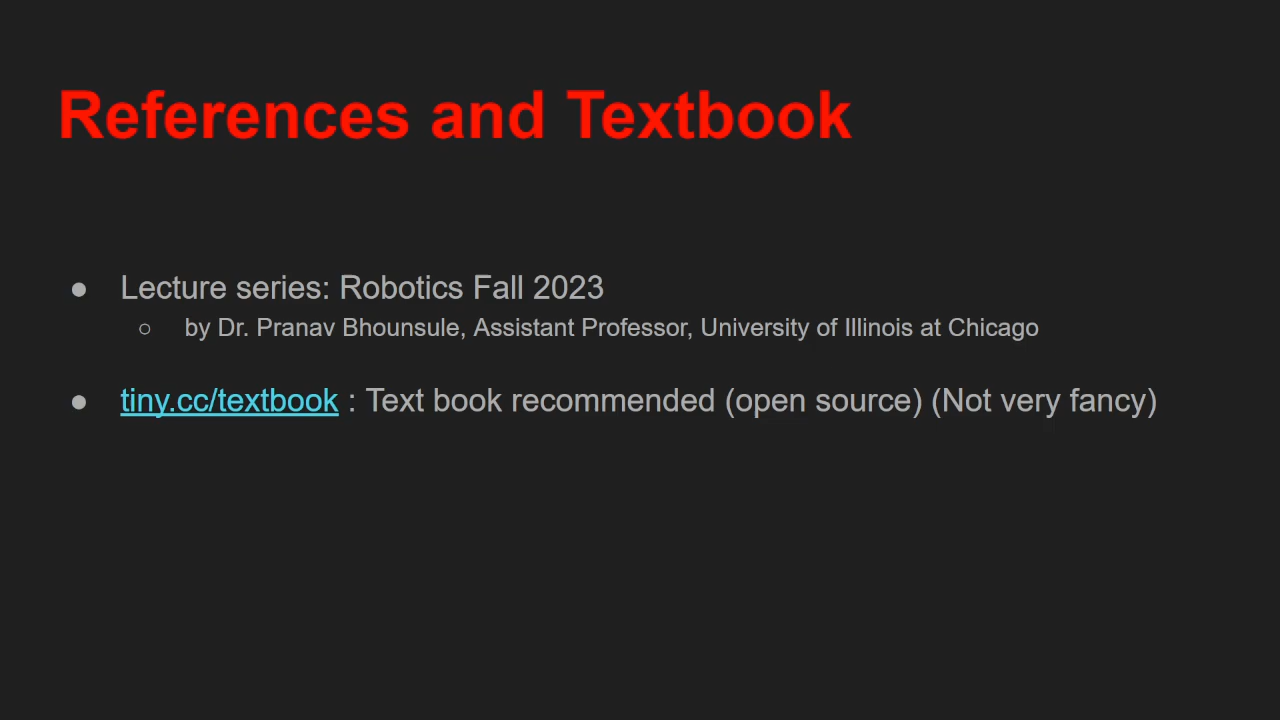 References and Textbook
● Lecture series: Robotics Fall 2023
○ by Dr. Pranav Bhounsule, Assistant Professor, University of Illinois at Chicago
● tiny.cc/textbook : Text book recommended (open source) (Not very fancy)